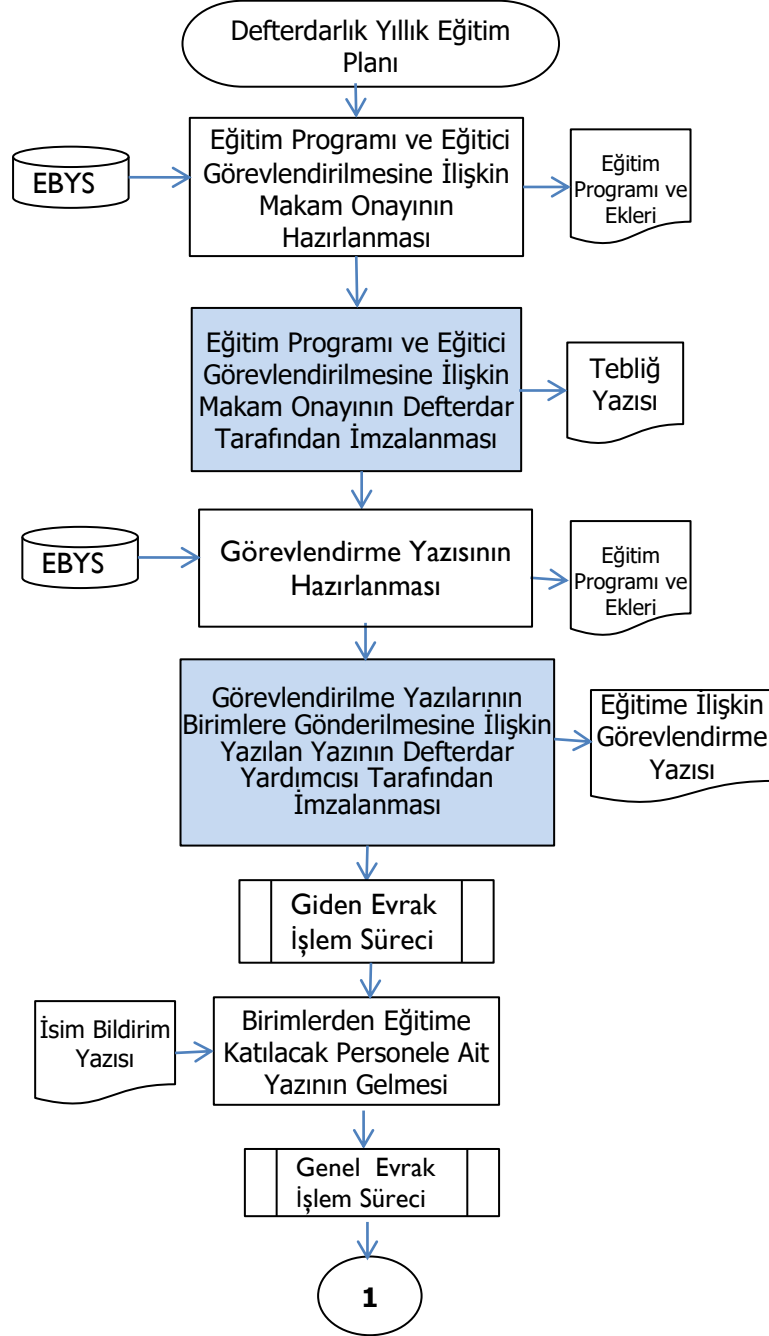 Defterdarlık Yıllık Eğitim
Planı
EBYS
Eğitim Programı ve Eğitici
Görevlendirilmesine İlişkin
Makam Onayının
Hazırlanması
Eğitim
Programı ve
Ekleri
Eğitim Programı ve Eğitici
Görevlendirilmesine İlişkin
Makam Onayının Defterdar
Tarafından İmzalanması
Tebliğ
Yazısı
EBYS
Görevlendirme Yazısının
Hazırlanması
Eğitim
Programı ve
Ekleri
Görevlendirilme Yazılarının
Birimlere Gönderilmesine İlişkin
Yazılan Yazının Defterdar
Yardımcısı Tarafından
İmzalanması
Eğitime İlişkin
Görevlendirme
Yazısı
Giden Evrak
İşlem Süreci
İsim Bildirim
Yazısı
Birimlerden Eğitime
Katılacak Personele Ait
Yazının Gelmesi
Genel Evrak
İşlem Süreci
1